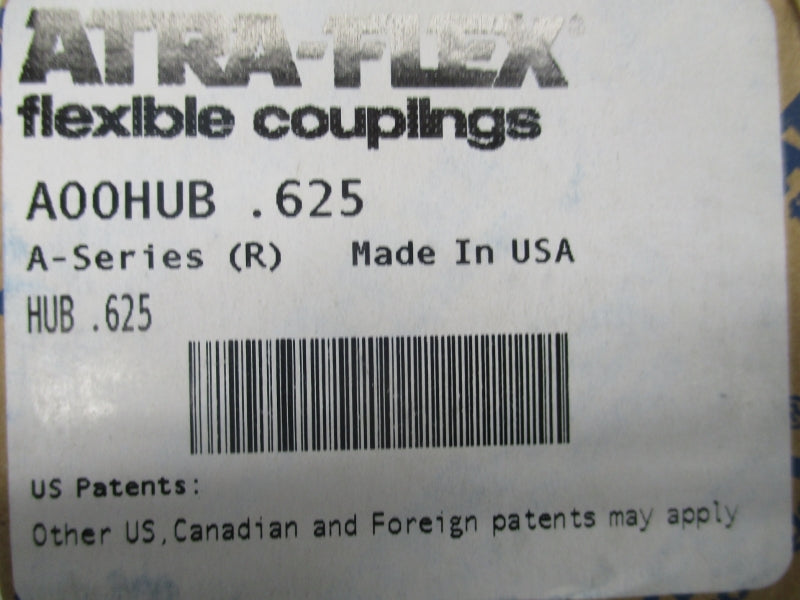 ATRA-FLEX®
flexible couplings
A00HUB .625
A-Series (R) Made In USA
HUB .625
US Patents:
Other US,Canadian and Foreign patents may apply